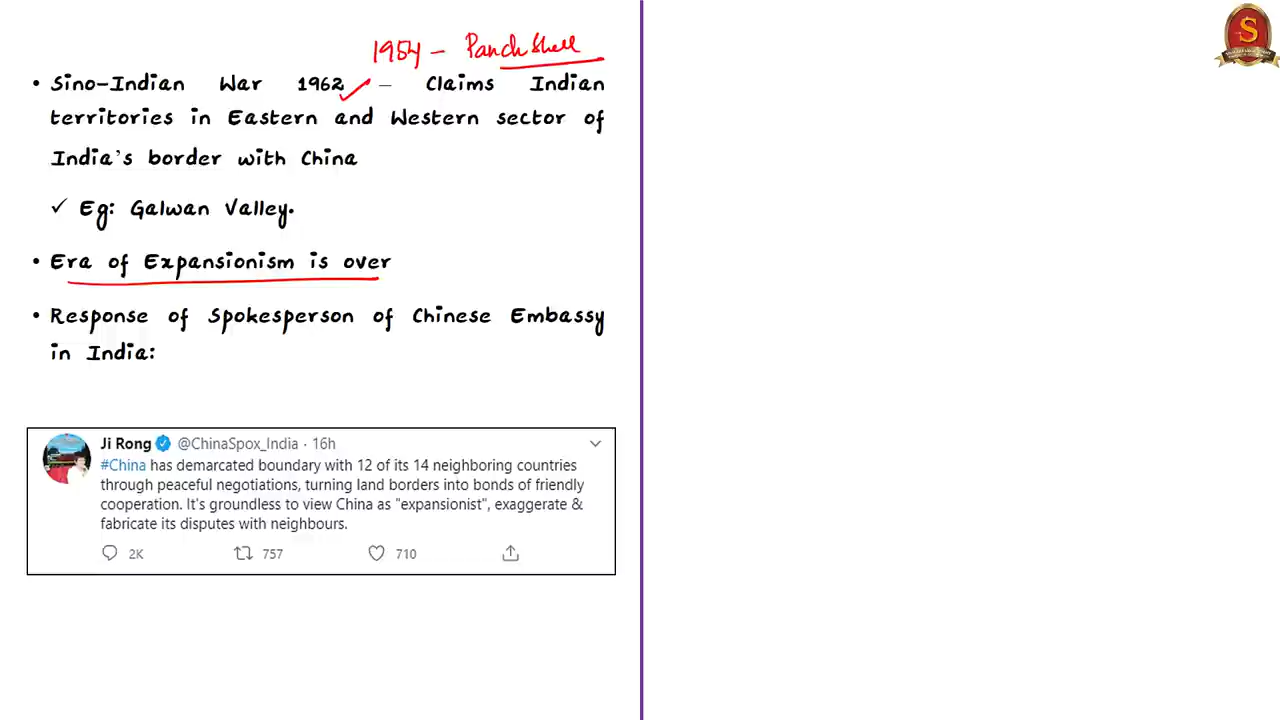 1954 - Panchsheel
• Sino-Indian War 1962 – Claims Indian
territories in Eastern and Western sector of
India's border with China
✓ Eg: Galwan Valley.
• Era of Expansionism is over
• Response of Spokesperson of Chinese Embassy
in India:
Ji Rong @ChinaSpox_India · 16h
#China has demarcated boundary with 12 of its 14 neighboring countries
through peaceful negotiations, turning land borders into bonds of friendly
cooperation. It's groundless to view China as "expansionist", exaggerate &
fabricate its disputes with neighbours.
2K 757 710
S